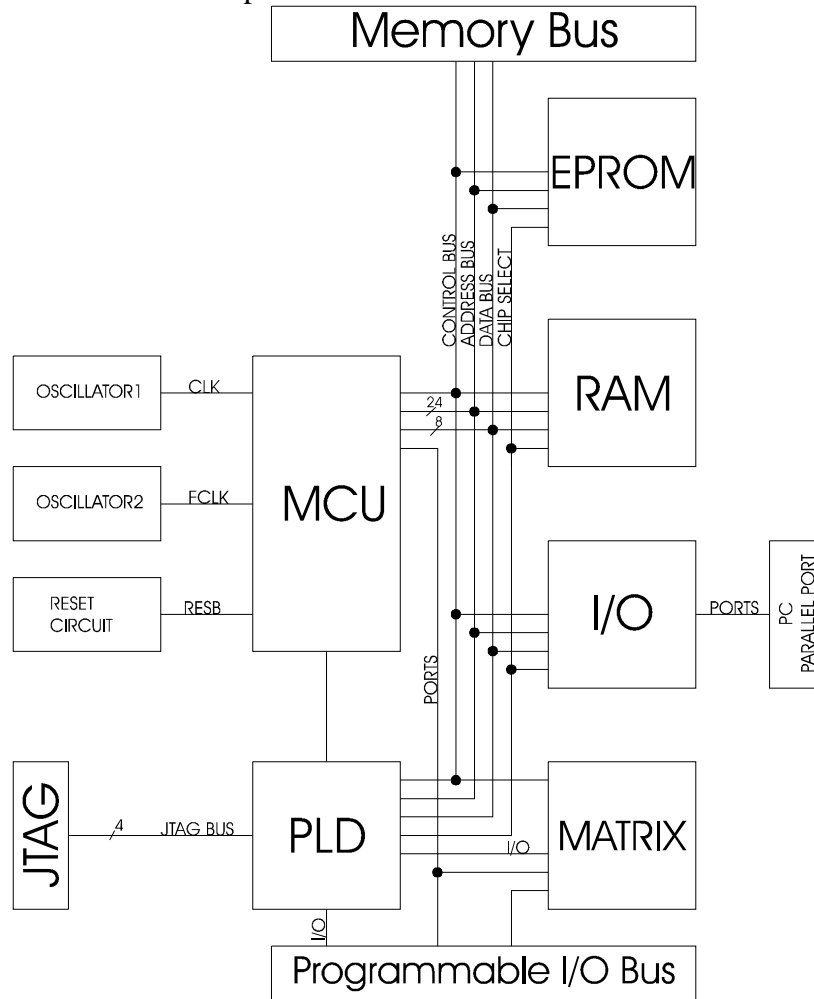 Memory Bus
EPROM
CONTROL BUS
ADDRESS BUS
DATA BUS
CHIP SELECT
OSCILLATOR1
CLK
24
8
RAM
MCU
OSCILLATOR2
FCLK
RESET
CIRCUIT
RESB
I/O
PORTS
PC
PARALLEL PORT
PORTS
JTAG
4
JTAG BUS
PLD
I/O
MATRIX
I/O
Programmable I/O Bus